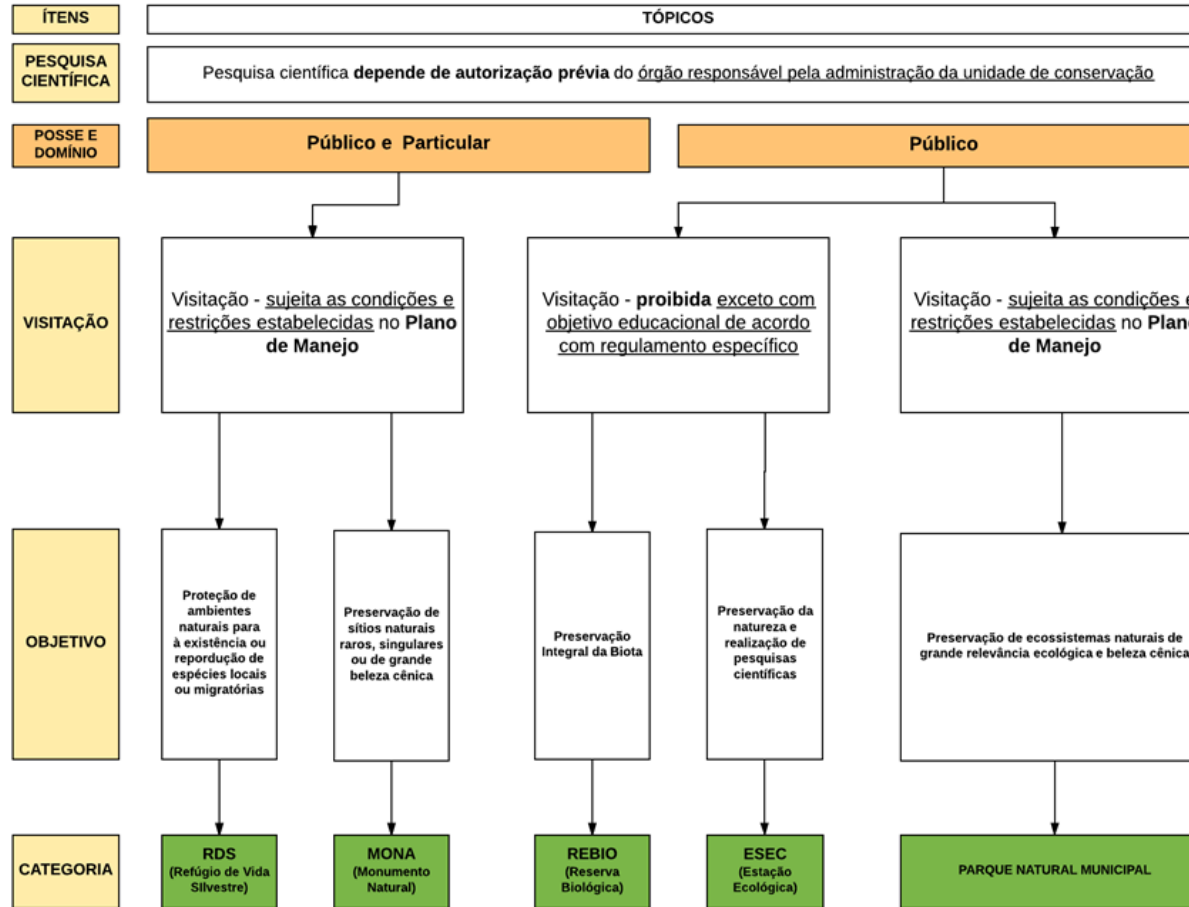 ÍTENS
TÓPICOS
PESQUISA
CIENTÍFICA
Pesquisa científica depende de autorização prévia do órgão responsável pela administração da unidade de conservação
POSSE E
DOMÍNIO
Público e Particular
Público
VISITAÇÃO
Visitação - sujeita as condições e
restrições estabelecidas no Plano
de Manejo
Visitação - proibida exceto com
objetivo educacional de acordo
com regulamento específico
Visitação - sujeita as condições e
restrições estabelecidas no Plano
de Manejo
OBJETIVO
Proteção de
ambientes
naturais para
à existência ou
repordução de
espécies locais
ou migratórias
Preservação de
sítios naturais
raros, singulares
ou de grande
beleza cênica
Preservação
Integral da Biota
Preservação da
natureza e
realização de
pesquisas
científicas
Preservação de ecossistemas naturais de
grande relevância ecológica e beleza cênica
CATEGORIA
RDS
(Refúgio de Vida
SIlvestre)
MONA
(Monumento
Natural)
REBIO
(Reserva
Biológica)
ESEC
(Estação
Ecológica)
PARQUE NATURAL MUNICIPAL